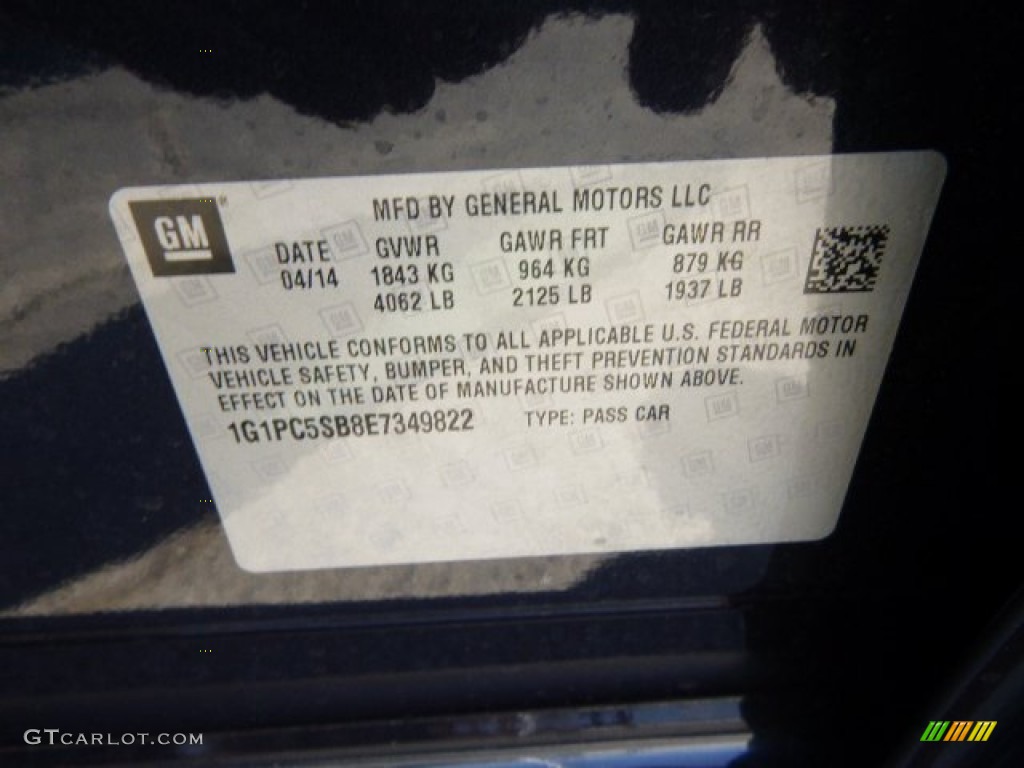 MFD BY GENERAL MOTORS LLC
GM
DATE GVWR GAWR FRT GAWR RR
04/14 1843 KG 964 KG 879 KG
4062 LB 2125 LB 1937 LB
THIS VEHICLE CONFORMS TO ALL APPLICABLE U.S. FEDERAL MOTOR
VEHICLE SAFETY, BUMPER, AND THEFT PREVENTION STANDARDS IN
EFFECT ON THE DATE OF MANUFACTURE SHOWN ABOVE.
1G1PC5SB8E7349822 TYPE: PASS CAR
GTCARLOT.COM